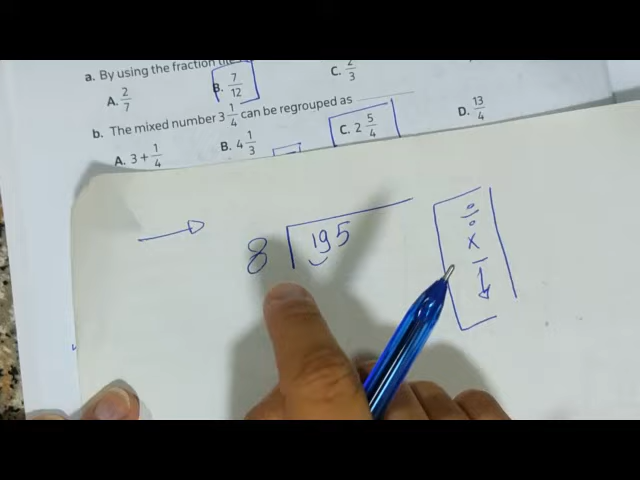 a. By using the fraction
A. 2/7
B. 7/12
C. 2/3
b. The mixed number 3 1/4 can be regrouped as
A. 3 + 1/4
B. 4 1/3
C. 2 5/4
D. 13/4
8 195
÷
×
−
↓